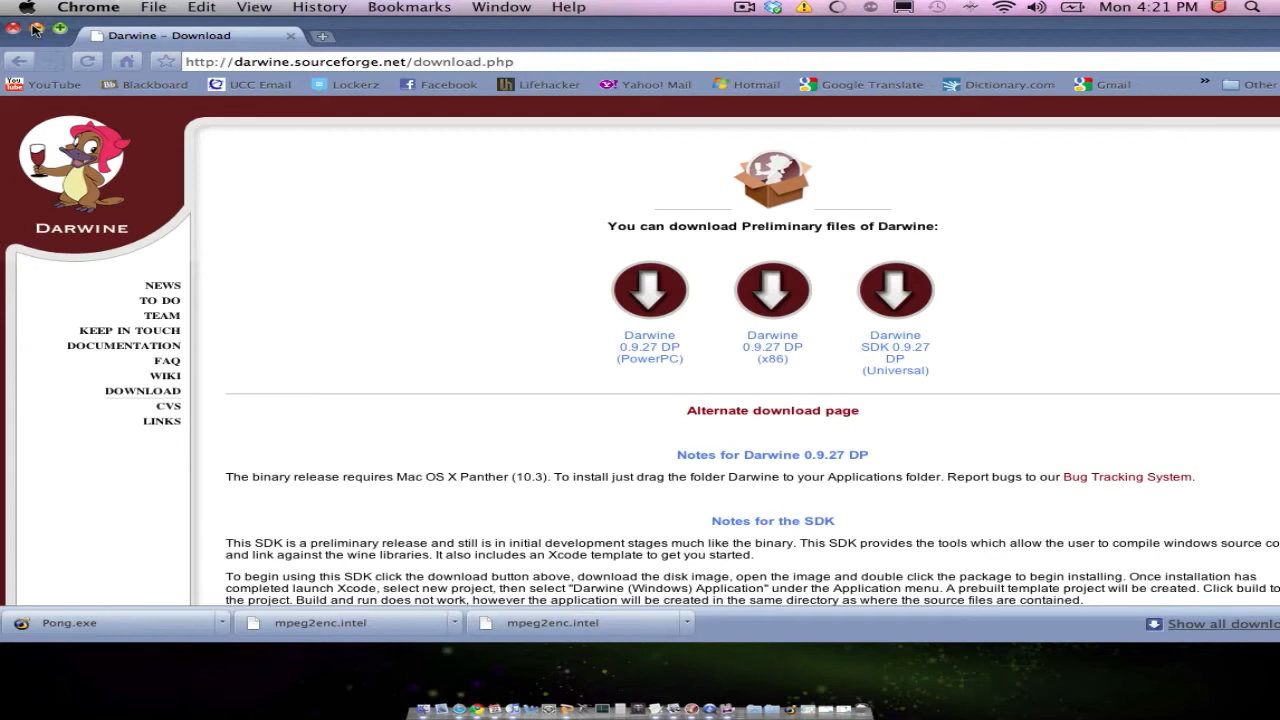 Chrome File Edit View History Bookmarks Window Help Mon 4:21 PM
Darwine – Download
http://darwine.sourceforge.net/download.php
YouTube Blackboard UCC Email Lockerz Facebook Lifehacker Yahoo! Mail Hotmail Google Translate Dictionary.com Gmail » Other
DARWINE
NEWS
TO DO
TEAM
KEEP IN TOUCH
DOCUMENTATION
FAQ
WIKI
DOWNLOAD
CVS
LINKS
You can download Preliminary files of Darwine:
Darwine
0.9.27 DP
(PowerPC)
Darwine
0.9.27 DP
(x86)
Darwine
SDK 0.9.27
DP
(Universal)
Alternate download page
Notes for Darwine 0.9.27 DP
The binary release requires Mac OS X Panther (10.3). To install just drag the folder Darwine to your Applications folder. Report bugs to our Bug Tracking System.
Notes for the SDK
This SDK is a preliminary release and still is in initial development stages much like the binary. This SDK provides the tools which allow the user to compile windows source co
and link against the wine libraries. It also includes an Xcode template to get you started.
To begin using this SDK click the download button above, download the disk image, open the image and double click the package to begin installing. Once installation has
completed launch Xcode, select new project, then select "Darwine (Windows) Application" under the Application menu. A prebuilt template project will be created. Click build to
the project. Build and run does not work, however the application will be created in the same directory as where the source files are contained.
Pong.exe mpeg2enc.intel mpeg2enc.intel Show all downlo